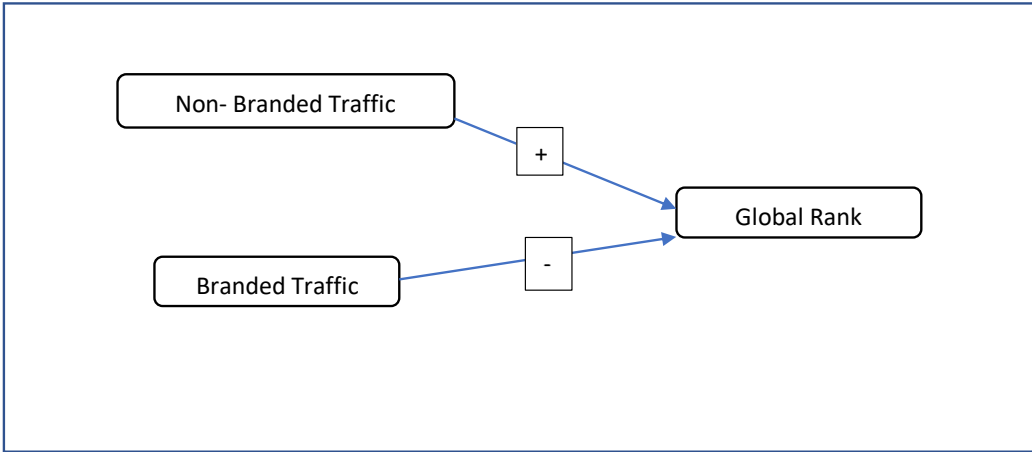 Non- Branded Traffic
+
Global Rank
-
Branded Traffic